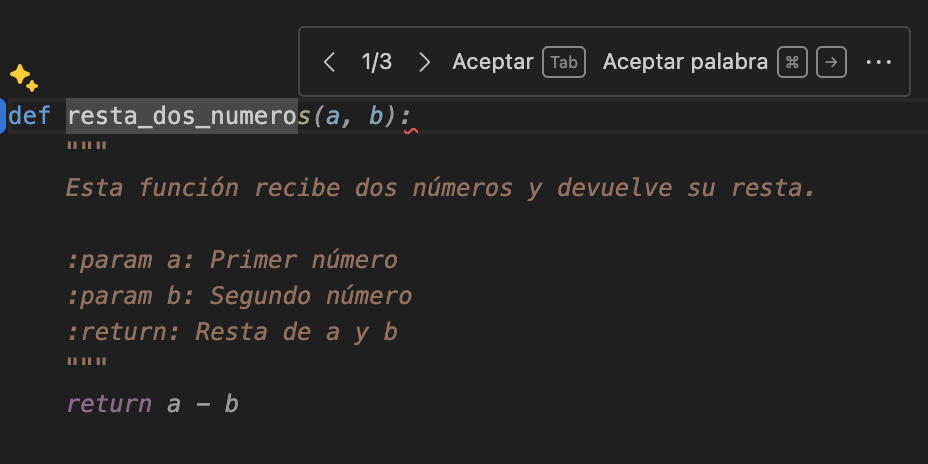 1/3 Aceptar Tab Aceptar palabra ⌘ → ···
def resta_dos_numeros(a, b):
"""
Esta función recibe dos números y devuelve su resta.
:param a: Primer número
:param b: Segundo número
:return: Resta de a y b
"""
return a - b